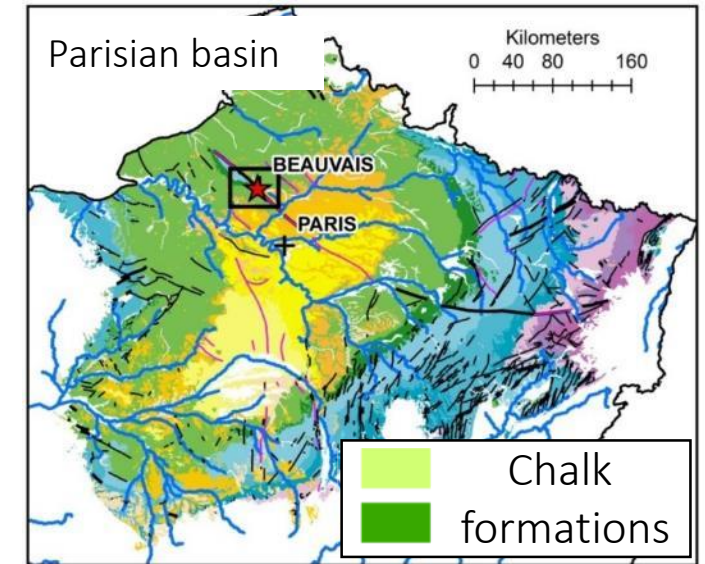 Parisian basin
Kilometers
0 40 80 160
BEAUVAIS
PARIS
Chalk
formations